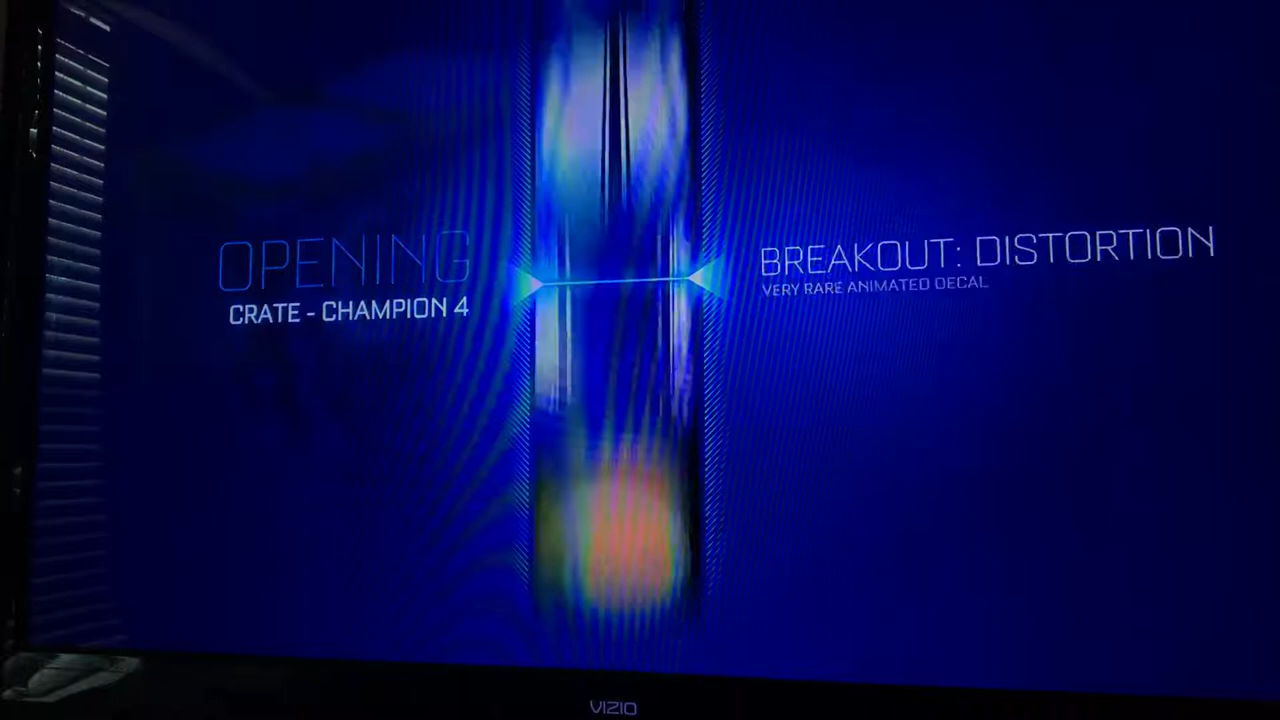 OPENING
CRATE - CHAMPION 4
BREAKOUT: DISTORTION
VERY RARE ANIMATED DECAL
VIZIO